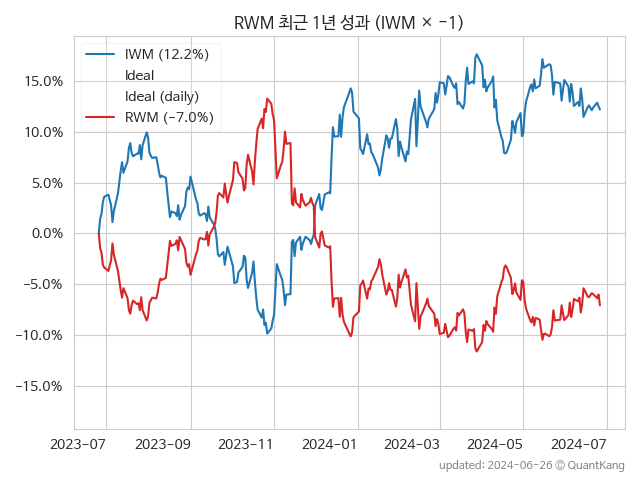 RWM 최근 1년 성과 (IWM × −1)
IWM (12.2%)
Ideal
Ideal (daily)
RWM (−7.0%)
15.0%
10.0%
5.0%
0.0%
−5.0%
−10.0%
−15.0%
2023-07 2023-09 2023-11 2024-01 2024-03 2024-05 2024-07
updated: 2024-06-26 © QuantKang